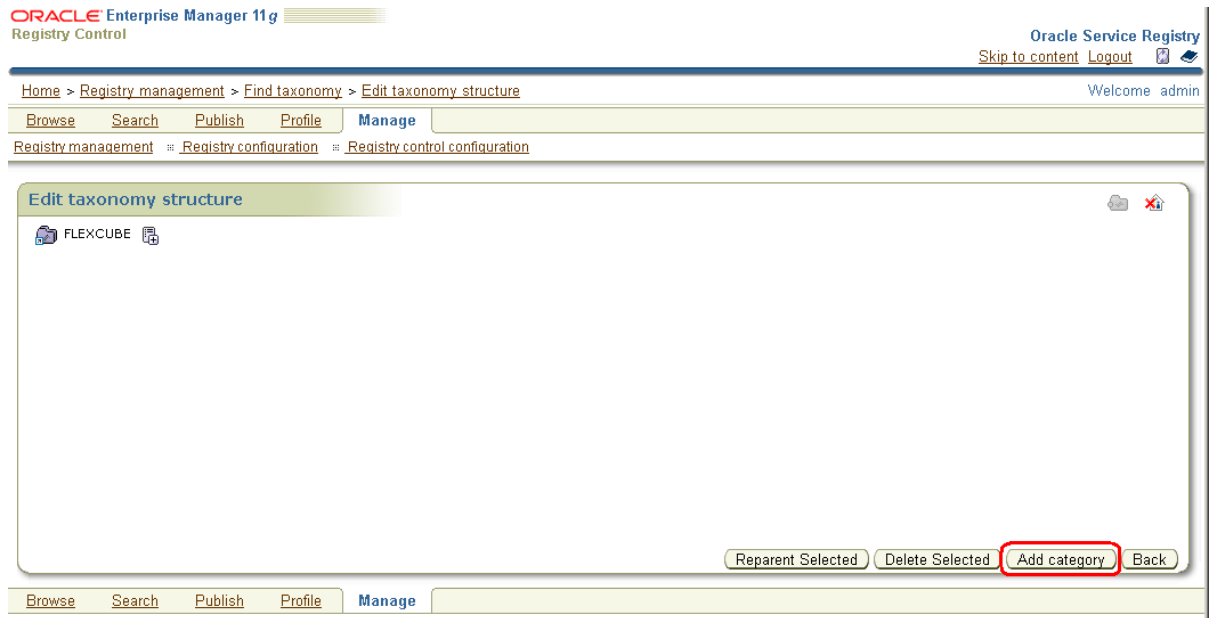 ORACLE Enterprise Manager 11g
Registry Control
Oracle Service Registry
Skip to content Logout
Home > Registry management > Find taxonomy > Edit taxonomy structure
Welcome admin
Browse Search Publish Profile Manage
Registry management Registry configuration Registry control configuration
Edit taxonomy structure
FLEXCUBE
Reparent Selected Delete Selected Add category Back
Browse Search Publish Profile Manage